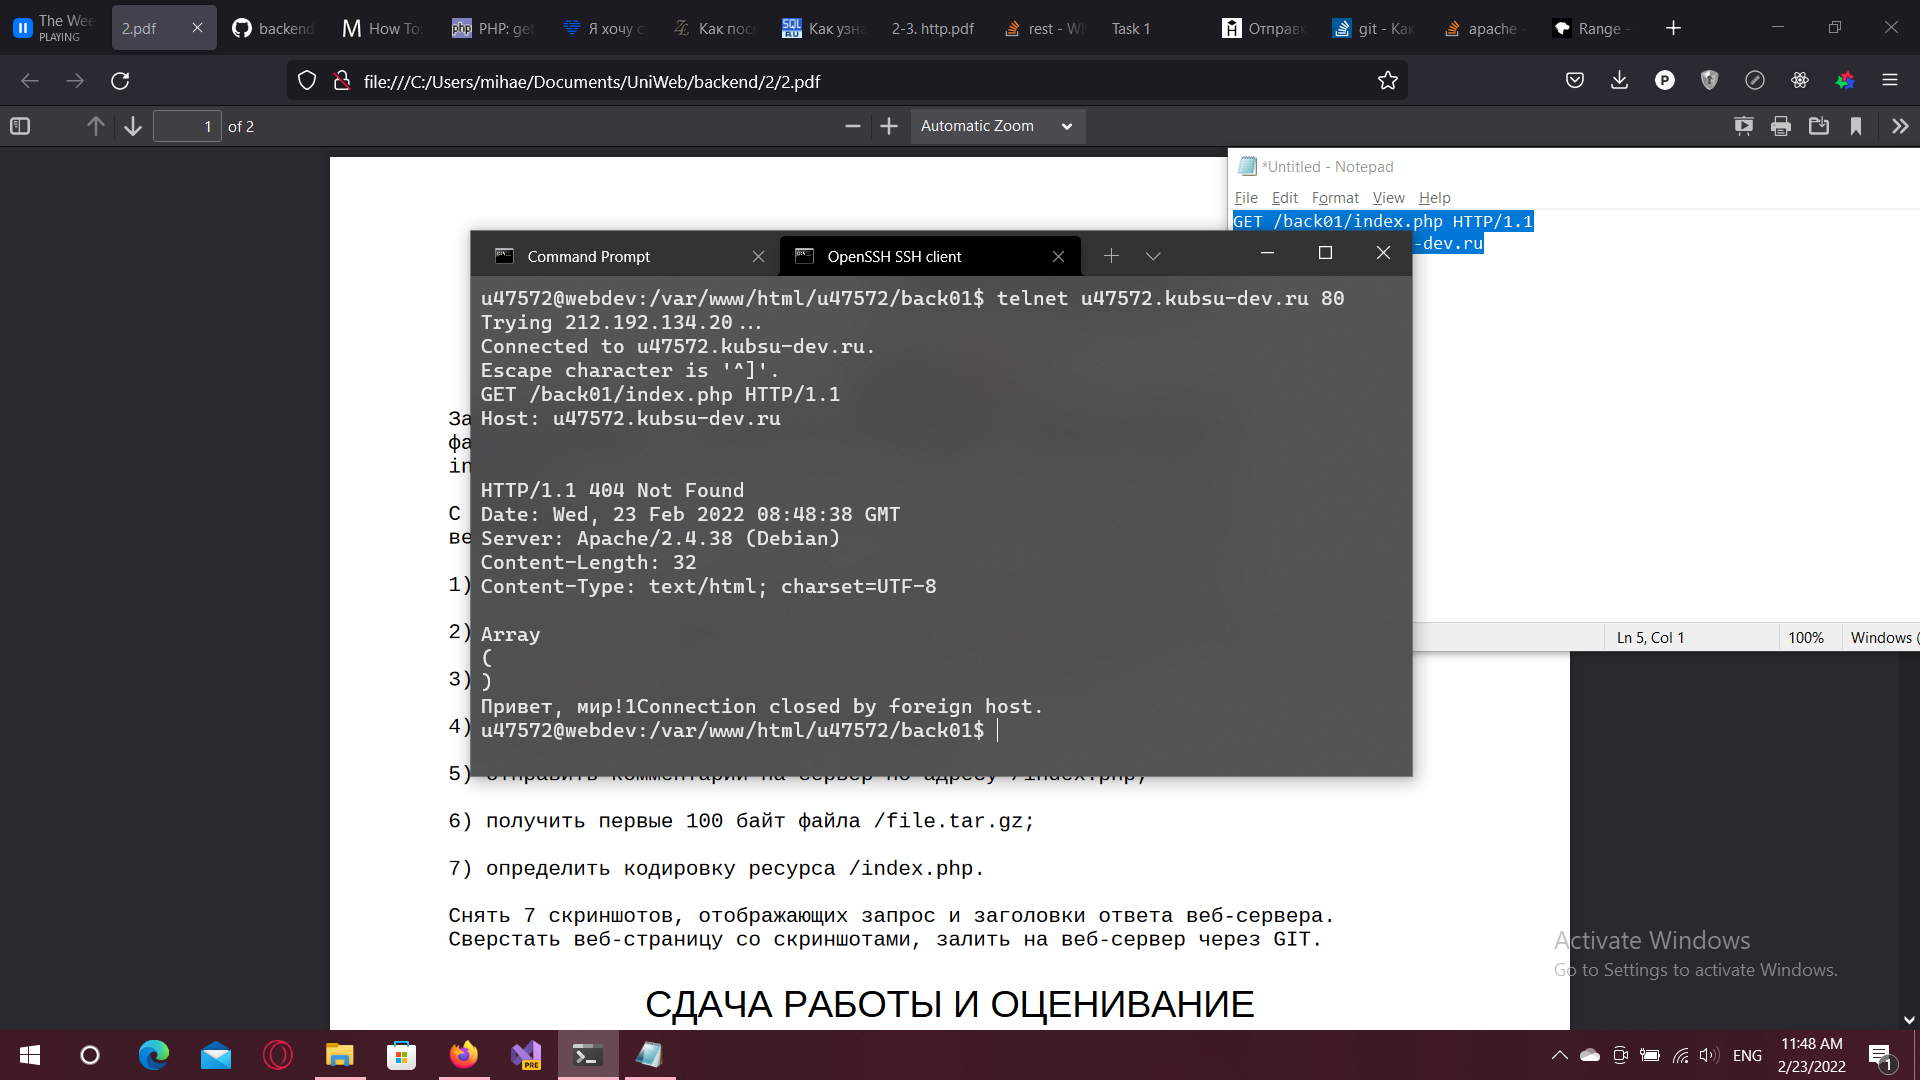 The Wee
PLAYING
2.pdf
backend
How To:
PHP: get
Я хочу с
Как пос
Как узна
2-3. http.pdf
rest - Wh
Task 1
Отправк
git - Как
apache -
Range -
file:///C:/Users/mihae/Documents/UniWeb/backend/2/2.pdf
1 of 2
Automatic Zoom
*Untitled - Notepad
File Edit Format View Help
GET /back01/index.php HTTP/1.1
-dev.ru
Ln 5, Col 1
100%
Windows (
Command Prompt
OpenSSH SSH client
u47572@webdev:/var/www/html/u47572/back01$ telnet u47572.kubsu-dev.ru 80
Trying 212.192.134.20...
Connected to u47572.kubsu-dev.ru.
Escape character is '^]'.
GET /back01/index.php HTTP/1.1
Host: u47572.kubsu-dev.ru
HTTP/1.1 404 Not Found
Date: Wed, 23 Feb 2022 08:48:38 GMT
Server: Apache/2.4.38 (Debian)
Content-Length: 32
Content-Type: text/html; charset=UTF-8
Array
(
)
Привет, мир!1Connection closed by foreign host.
u47572@webdev:/var/www/html/u47572/back01$
За
фа
in
С
ве
1)
2)
3)
4)
5) отправить комментарий на сервер по адресу /index.php;
6) получить первые 100 байт файла /file.tar.gz;
7) определить кодировку ресурса /index.php.
Снять 7 скриншотов, отображающих запрос и заголовки ответа веб-сервера.
Сверстать веб-страницу со скриншотами, залить на веб-сервер через GIT.
СДАЧА РАБОТЫ И ОЦЕНИВАНИЕ
Activate Windows
Go to Settings to activate Windows.
ENG
11:48 AM
2/23/2022
1